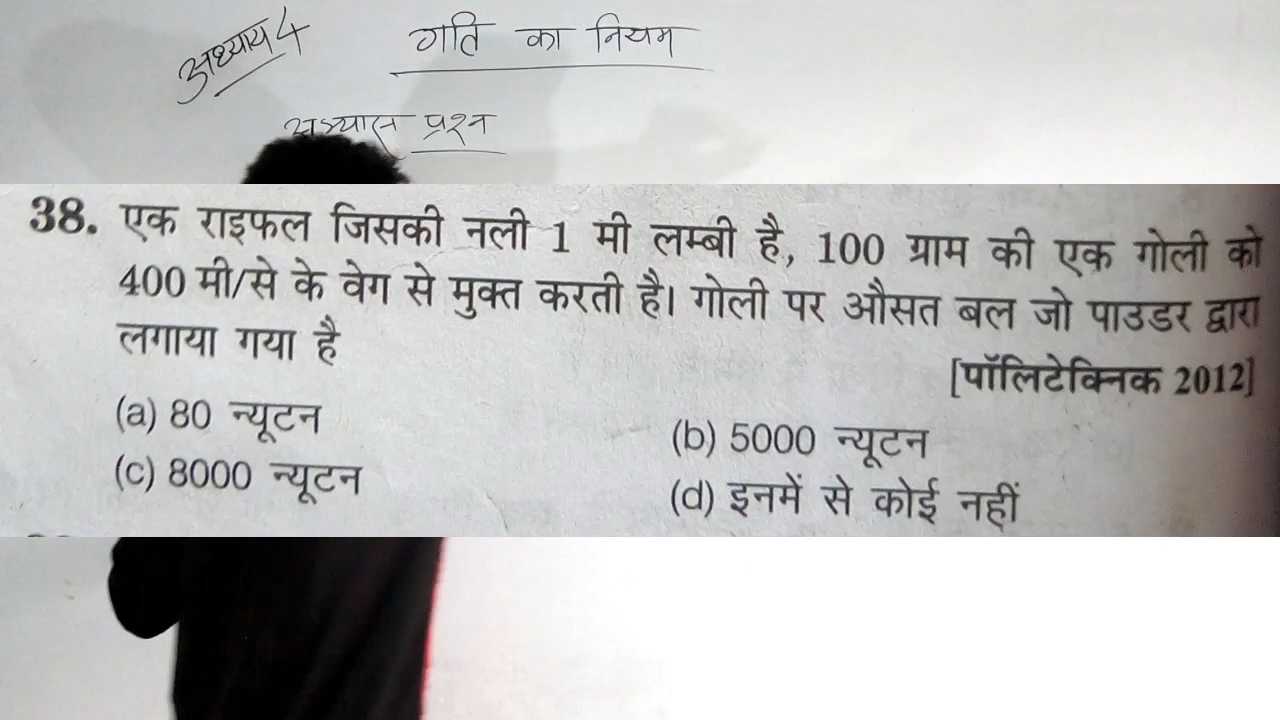 अध्याय 4
गति का नियम
अभ्यास प्रश्न
38. एक राइफल जिसकी नली 1 मी लम्बी है, 100 ग्राम की एक गोली को
400 मी/से के वेग से मुक्त करती है। गोली पर औसत बल जो पाउडर द्वारा
लगाया गया है
[पॉलिटेक्निक 2012]
(a) 80 न्यूटन
(b) 5000 न्यूटन
(c) 8000 न्यूटन
(d) इनमें से कोई नहीं